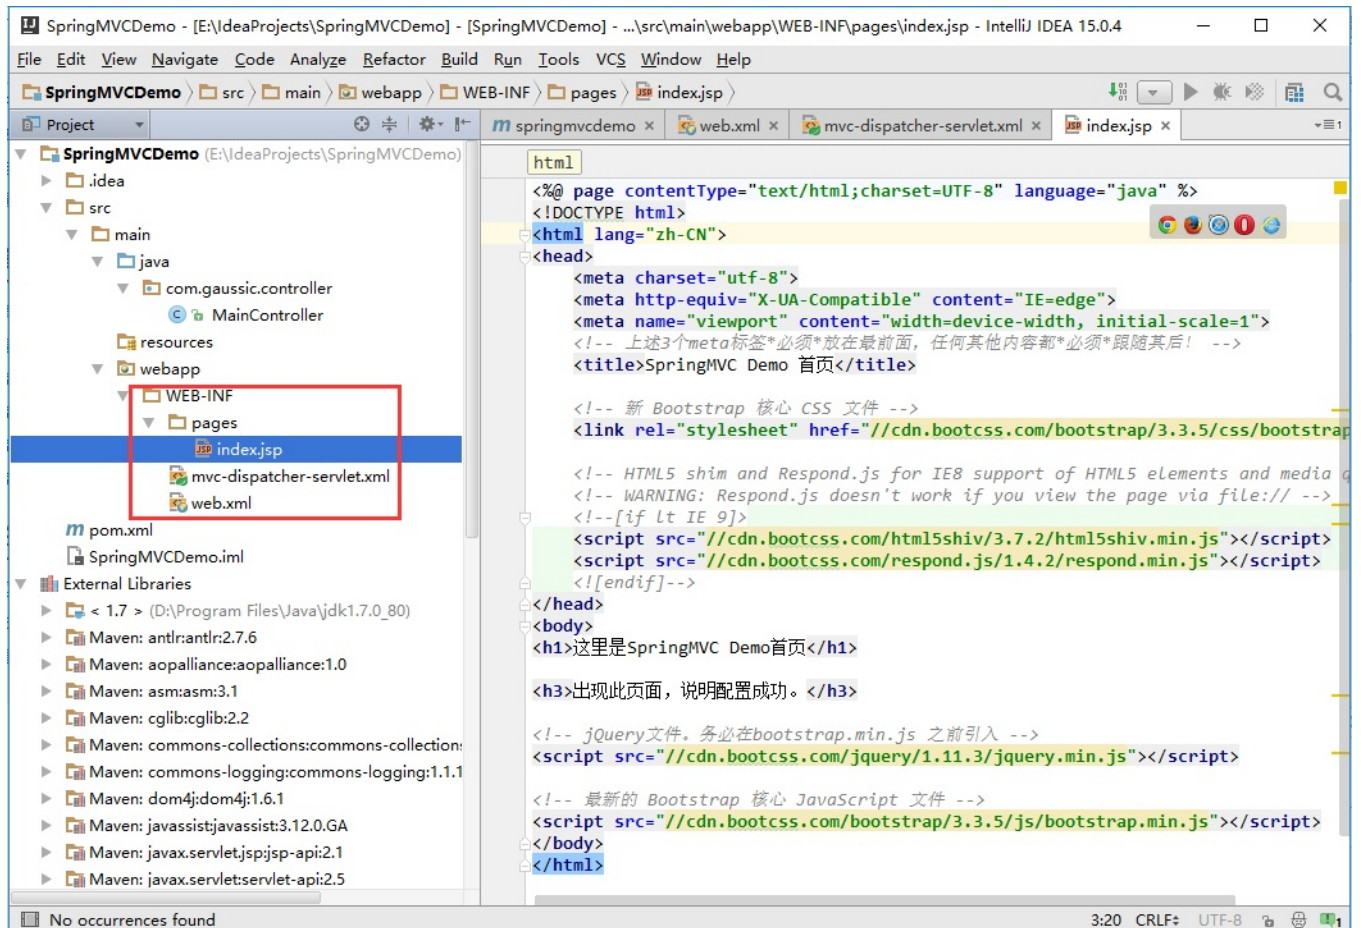 SpringMVCDemo - [E:\IdeaProjects\SpringMVCDemo] - [SpringMVCDemo] - ...\src\main\webapp\WEB-INF\pages\index.jsp - IntelliJ IDEA 15.0.4
File Edit View Navigate Code Analyze Refactor Build Run Tools VCS Window Help
SpringMVCDemo src main webapp WEB-INF pages index.jsp
Project
springmvcdemo web.xml mvc-dispatcher-servlet.xml index.jsp
SpringMVCDemo (E:\IdeaProjects\SpringMVCDemo)
.idea
src
main
java
com.gaussic.controller
MainController
resources
webapp
WEB-INF
pages
index.jsp
mvc-dispatcher-servlet.xml
web.xml
pom.xml
SpringMVCDemo.iml
External Libraries
< 1.7 > (D:\Program Files\Java\jdk1.7.0_80)
Maven: antlr:antlr:2.7.6
Maven: aopalliance:aopalliance:1.0
Maven: asm:asm:3.1
Maven: cglib:cglib:2.2
Maven: commons-collections:commons-collection:
Maven: commons-logging:commons-logging:1.1.1
Maven: dom4j:dom4j:1.6.1
Maven: javassist:javassist:3.12.0.GA
Maven: javax.servlet.jsp:jsp-api:2.1
Maven: javax.servlet:servlet-api:2.5
html
<%@ page contentType="text/html;charset=UTF-8" language="java" %>
<!DOCTYPE html>
<html lang="zh-CN">
<head>
<meta charset="utf-8">
<meta http-equiv="X-UA-Compatible" content="IE=edge">
<meta name="viewport" content="width=device-width, initial-scale=1">
<!-- 上述3个meta标签*必须*放在最前面，任何其他内容都*必须*跟随其后！ -->
<title>SpringMVC Demo 首页</title>
<!-- 新 Bootstrap 核心 CSS 文件 -->
<link rel="stylesheet" href="//cdn.bootcss.com/bootstrap/3.3.5/css/bootstrap
<!-- HTML5 shim and Respond.js for IE8 support of HTML5 elements and media q
<!-- WARNING: Respond.js doesn't work if you view the page via file:// -->
<!--[if lt IE 9]>
<script src="//cdn.bootcss.com/html5shiv/3.7.2/html5shiv.min.js"></script>
<script src="//cdn.bootcss.com/respond.js/1.4.2/respond.min.js"></script>
<![endif]-->
</head>
<body>
<h1>这里是SpringMVC Demo首页</h1>
<h3>出现此页面，说明配置成功。</h3>
<!-- jQuery文件。务必在bootstrap.min.js 之前引入 -->
<script src="//cdn.bootcss.com/jquery/1.11.3/jquery.min.js"></script>
<!-- 最新的 Bootstrap 核心 JavaScript 文件 -->
<script src="//cdn.bootcss.com/bootstrap/3.3.5/js/bootstrap.min.js"></script>
</body>
</html>
No occurrences found
3:20 CRLF UTF-8 1